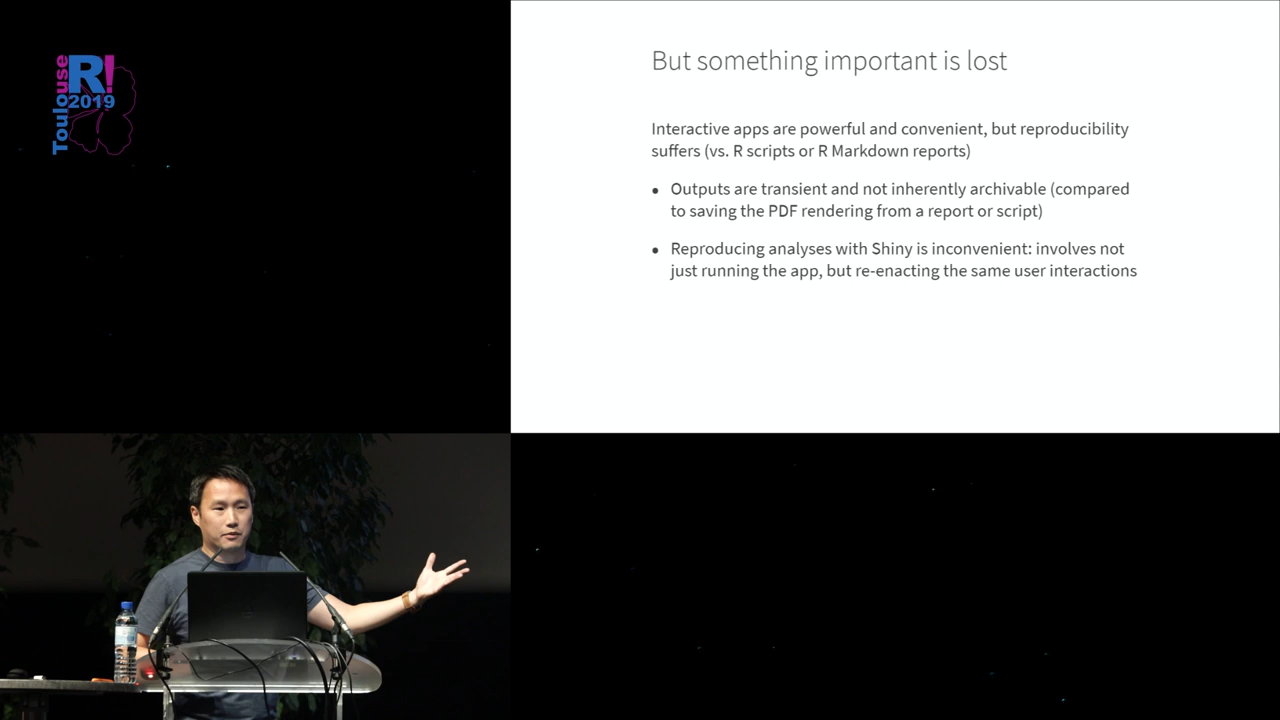 Toulouse
R!
2019
But something important is lost
Interactive apps are powerful and convenient, but reproducibility
suffers (vs. R scripts or R Markdown reports)
• Outputs are transient and not inherently archivable (compared
to saving the PDF rendering from a report or script)
• Reproducing analyses with Shiny is inconvenient: involves not
just running the app, but re-enacting the same user interactions